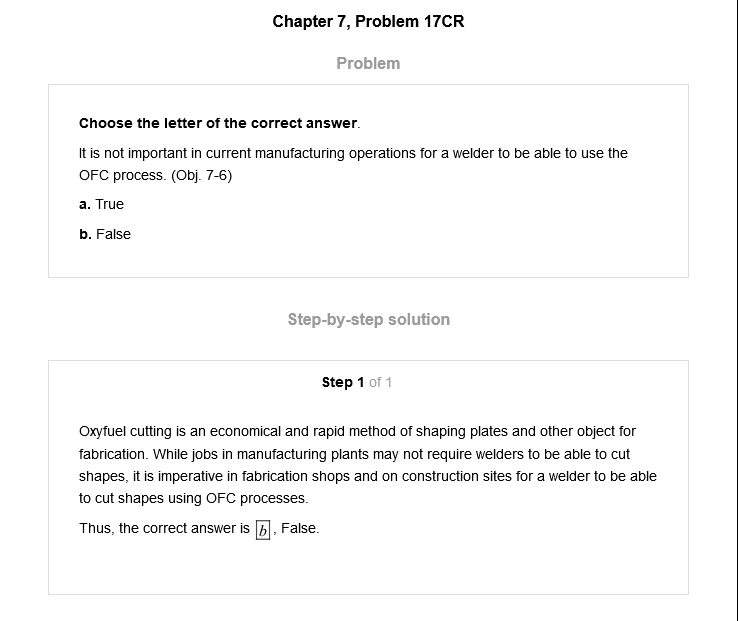 Chapter 7, Problem 17CR
Problem
Choose the letter of the correct answer.
It is not important in current manufacturing operations for a welder to be able to use the
OFC process. (Obj. 7-6)
a. True
b. False
Step-by-step solution
Step 1 of 1
Oxyfuel cutting is an economical and rapid method of shaping plates and other object for
fabrication. While jobs in manufacturing plants may not require welders to be able to cut
shapes, it is imperative in fabrication shops and on construction sites for a welder to be able
to cut shapes using OFC processes.
Thus, the correct answer is b, False.